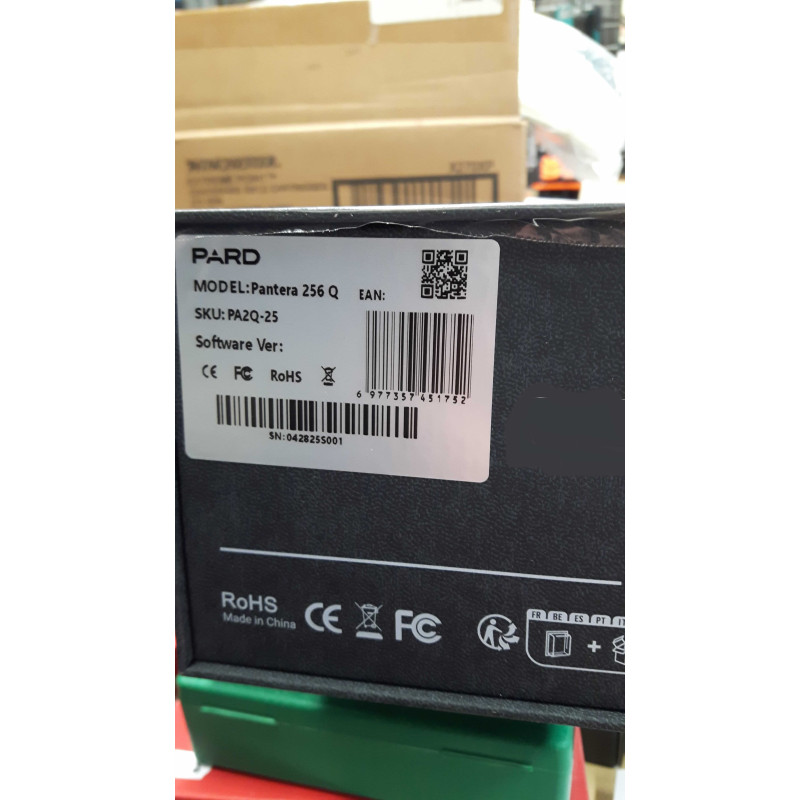 WINCHESTER
PARD
MODEL:Pantera 256 Q
EAN:
SKU: PA2Q-25
Software Ver:
CE FC RoHS
6 977357 451752
SN:042825S001
RoHS
Made in China
CE FC
FR BE ES PT IT
+